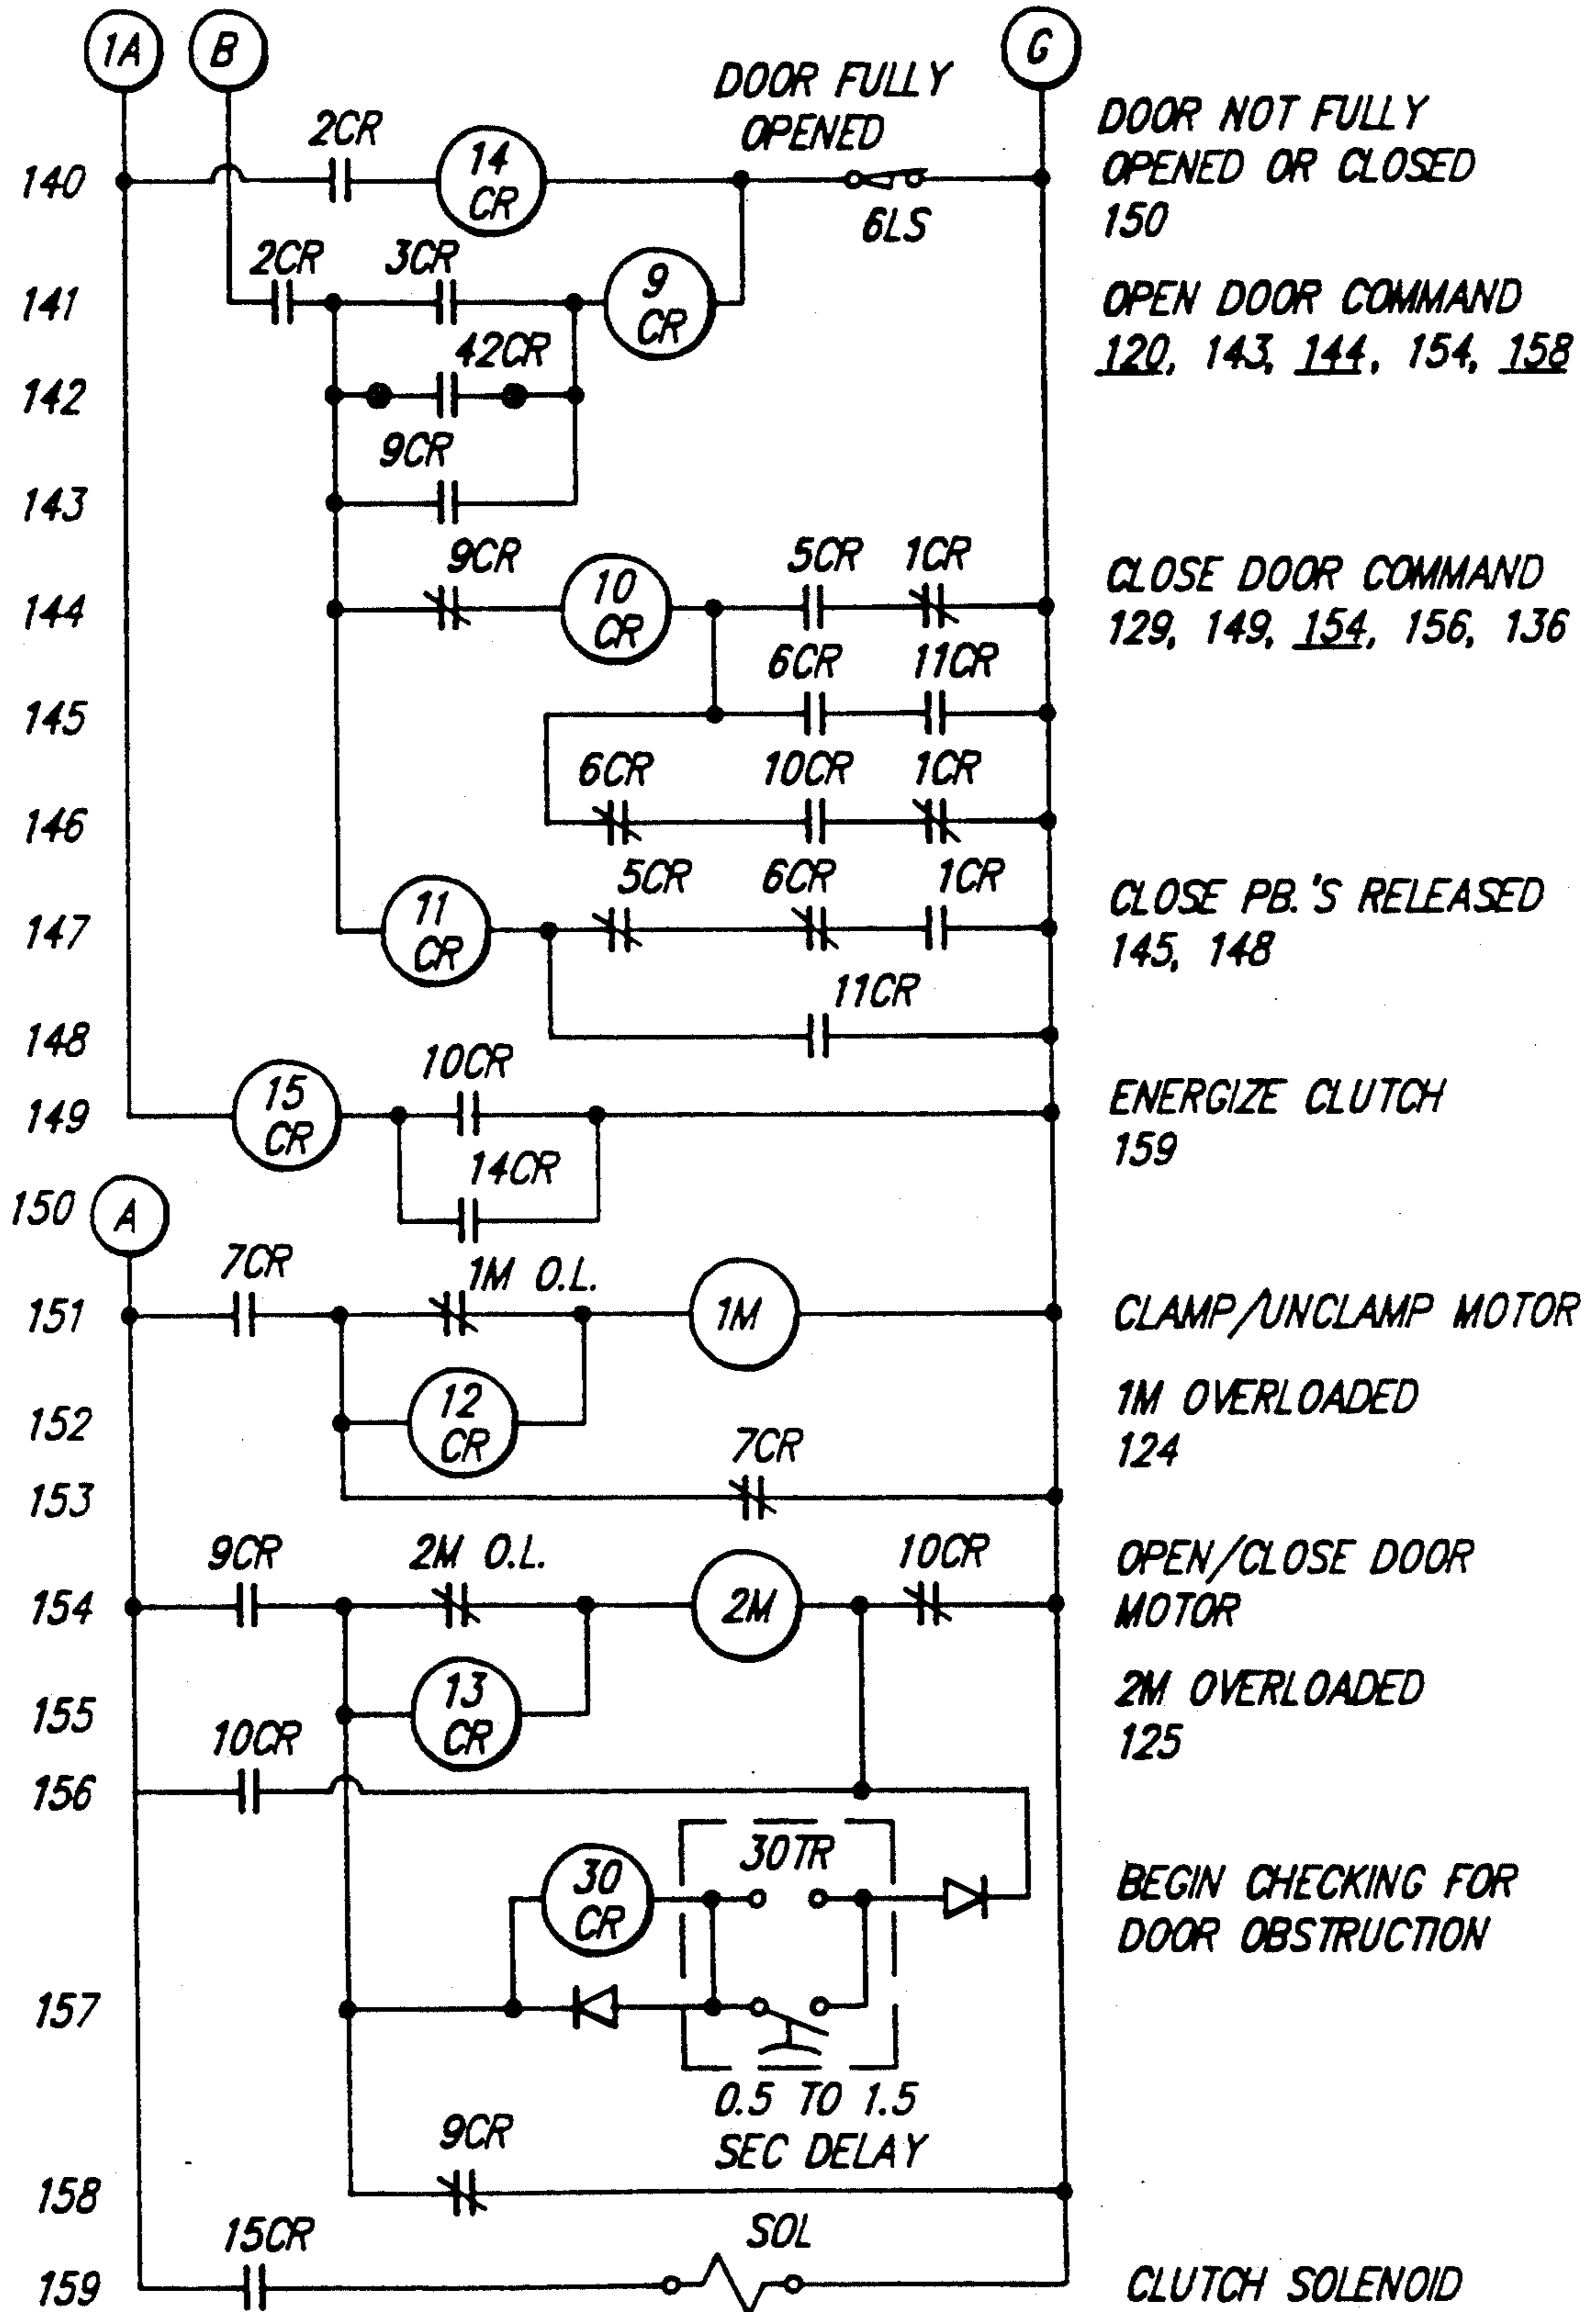 1A B G
DOOR FULLY
OPENED
DOOR NOT FULLY
OPENED OR CLOSED
150
140
2CR
14
CR
6LS
141
2CR
3CR
9
CR
OPEN DOOR COMMAND
120, 143, 144, 154, 158
142
42CR
143
9CR
144
9CR
10
CR
5CR
1CR
CLOSE DOOR COMMAND
129, 149, 154, 156, 136
145
6CR
11CR
146
6CR
10CR
1CR
147
11
CR
5CR
6CR
1CR
CLOSE PB.'S RELEASED
145, 148
148
11CR
149
15
CR
10CR
ENERGIZE CLUTCH
159
150
A
14CR
151
7CR
1M O.L.
1M
CLAMP/UNCLAMP MOTOR
152
12
CR
1M OVERLOADED
124
153
7CR
154
9CR
2M O.L.
2M
10CR
OPEN/CLOSE DOOR
MOTOR
155
13
CR
2M OVERLOADED
125
156
10CR
30
CR
30TR
BEGIN CHECKING FOR
DOOR OBSTRUCTION
157
0.5 TO 1.5
SEC DELAY
158
9CR
159
15CR
SOL
CLUTCH SOLENOID